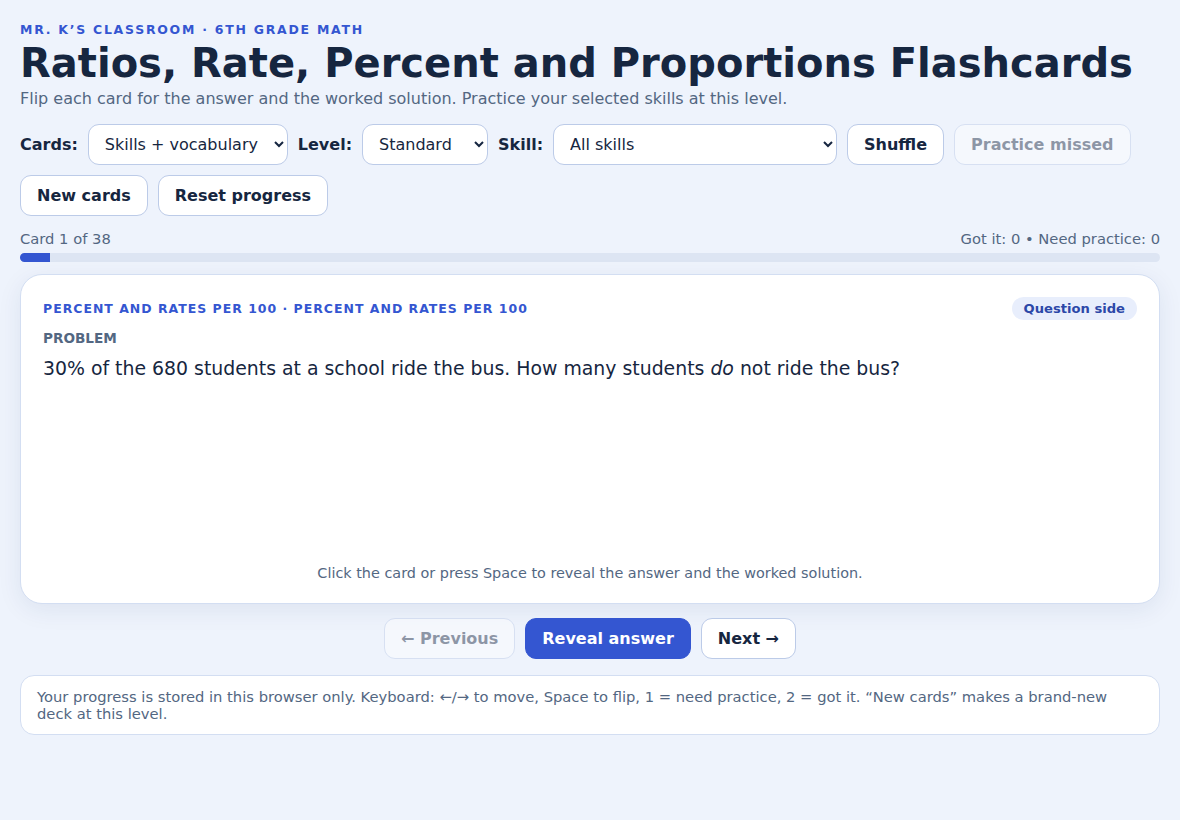 MR. K’S CLASSROOM · 6TH GRADE MATH
Ratios, Rate, Percent and Proportions Flashcards
Flip each card for the answer and the worked solution. Practice your selected skills at this level.
Cards: Skills + vocabulary Level: Standard Skill: All skills Shuffle Practice missed
New cards Reset progress
Card 1 of 38 Got it: 0 • Need practice: 0
PERCENT AND RATES PER 100 · PERCENT AND RATES PER 100 Question side
PROBLEM
30% of the 680 students at a school ride the bus. How many students do not ride the bus?
Click the card or press Space to reveal the answer and the worked solution.
← Previous Reveal answer Next →
Your progress is stored in this browser only. Keyboard: ←/→ to move, Space to flip, 1 = need practice, 2 = got it. “New cards” makes a brand-new
deck at this level.